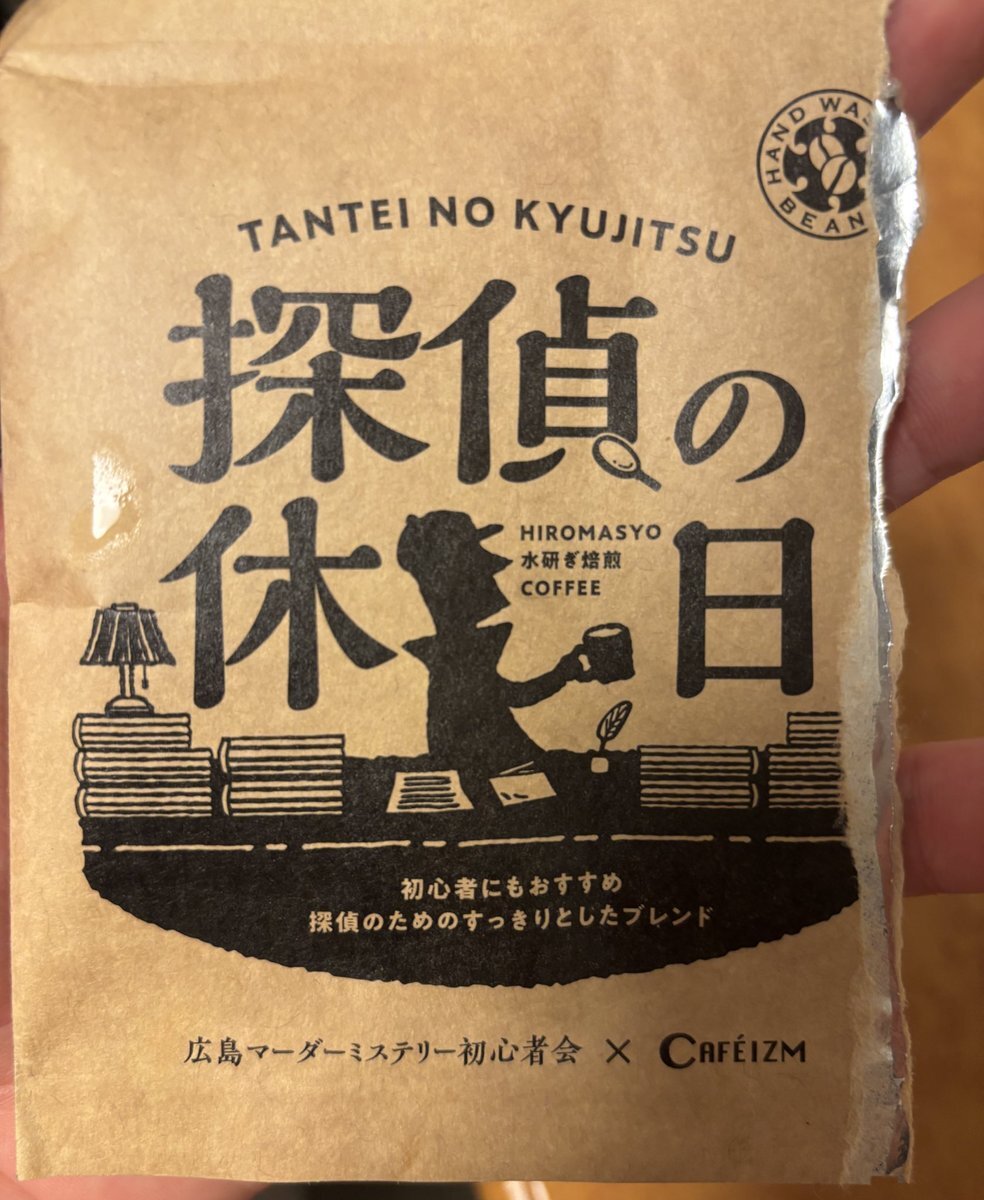 HAND WAS
BEAN
TANTEI NO KYUJITSU
探偵の
休日
HIROMASYO
水研ぎ焙煎
COFFEE
初心者にもおすすめ
探偵のためのすっきりとしたブレンド
広島マーダーミステリー初心者会 × CAFÉIZM